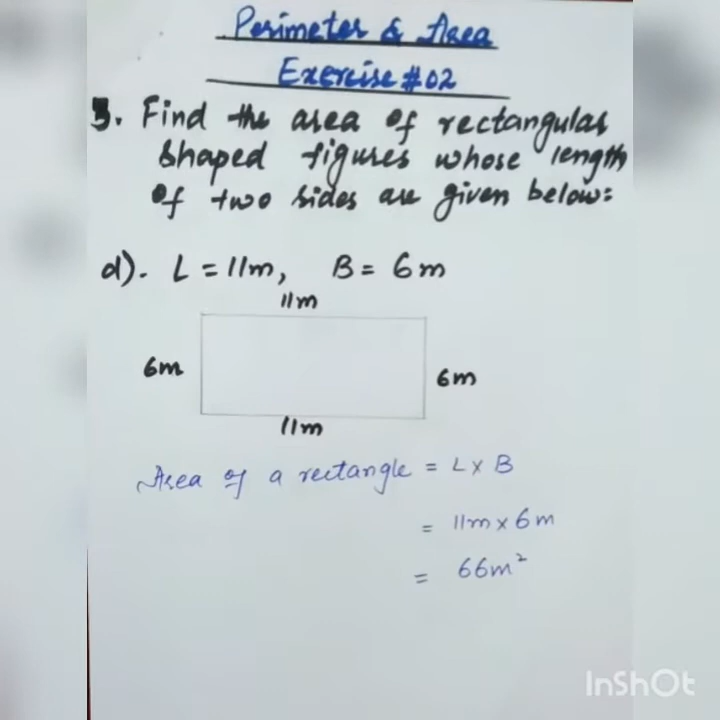 Perimeter & Area
Exercise #02
3. Find the area of rectangular
shaped figures whose length
of two sides are given below:
d). L = 11m, B = 6m
11m
6m
6m
11m
Area of a rectangle = L x B
= 11m x 6m
= 66m²
InShOt